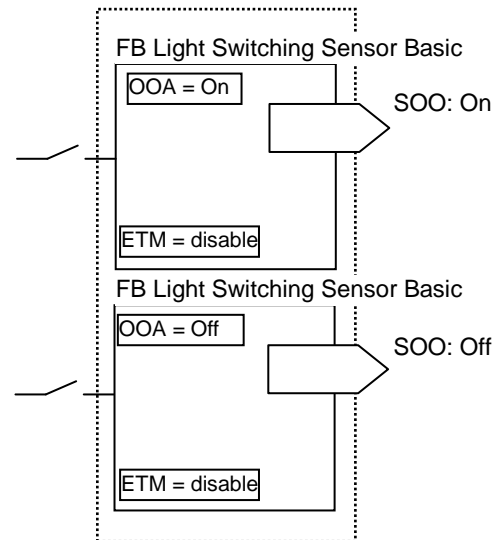 FB Light Switching Sensor Basic
OOA = On
SOO: On
ETM = disable
FB Light Switching Sensor Basic
OOA = Off
SOO: Off
ETM = disable